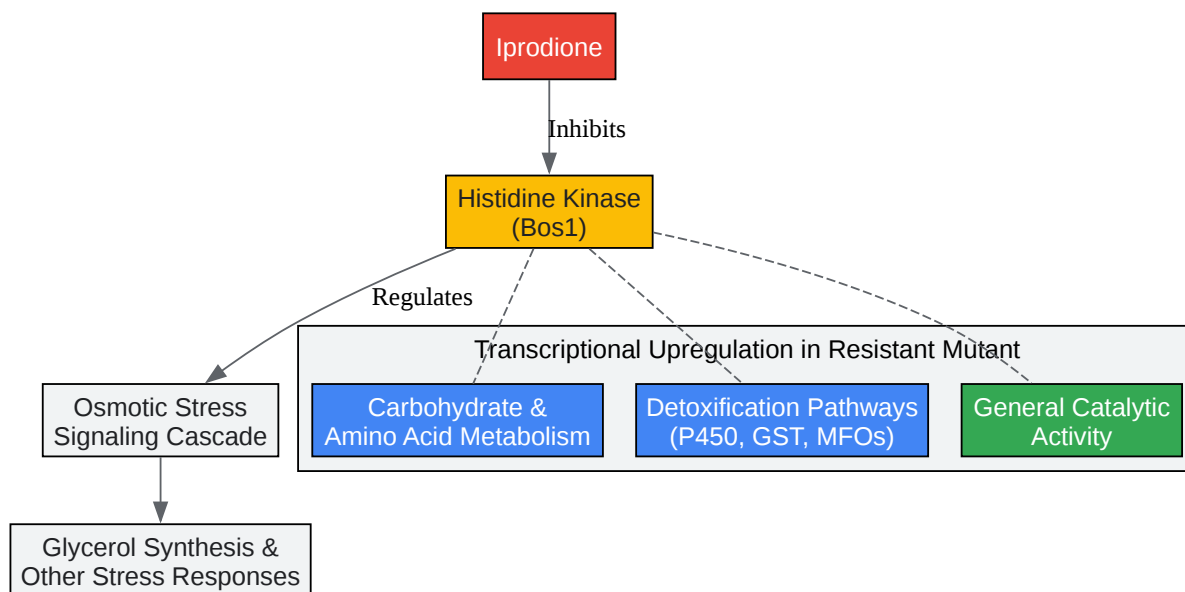 Iprodione
Inhibits
Histidine Kinase
(Bos1)
Regulates
Transcriptional Upregulation in Resistant Mutant
Osmotic Stress
Signaling Cascade
Carbohydrate &
Amino Acid Metabolism
Detoxification Pathways
(P450, GST, MFOs)
General Catalytic
Activity
Glycerol Synthesis &
Other Stress Responses